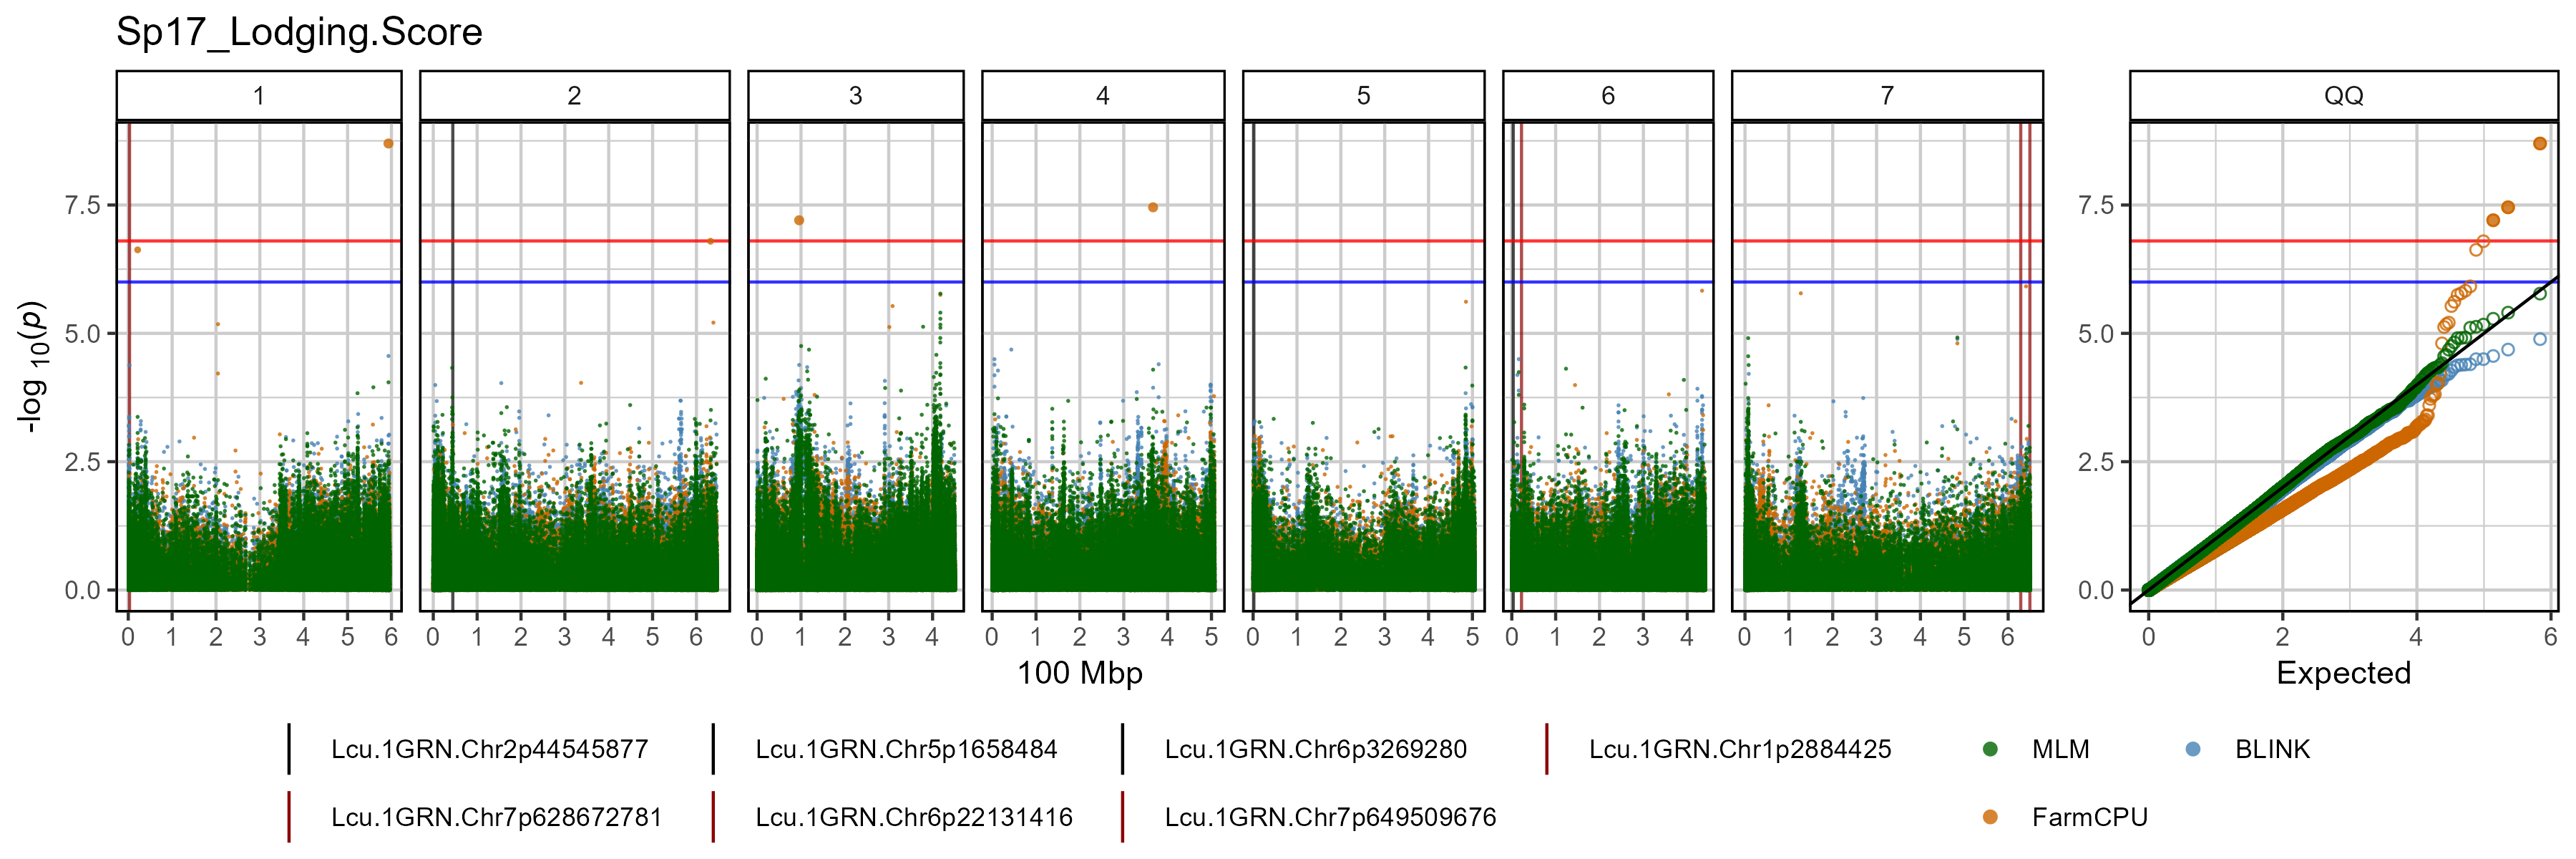 Sp17_Lodging.Score
1 2 3 4 5 6 7 QQ
-log 10(p)
7.5
5.0
2.5
0.0
7.5
5.0
2.5
0.0
0 1 2 3 4 5 6 0 1 2 3 4 5 6 0 1 2 3 4 0 1 2 3 4 5 0 1 2 3 4 5 0 1 2 3 4 0 1 2 3 4 5 6 0 2 4 6
100 Mbp Expected
Lcu.1GRN.Chr2p44545877 Lcu.1GRN.Chr5p1658484 Lcu.1GRN.Chr6p3269280 Lcu.1GRN.Chr1p2884425 MLM BLINK
Lcu.1GRN.Chr7p628672781 Lcu.1GRN.Chr6p22131416 Lcu.1GRN.Chr7p649509676 FarmCPU